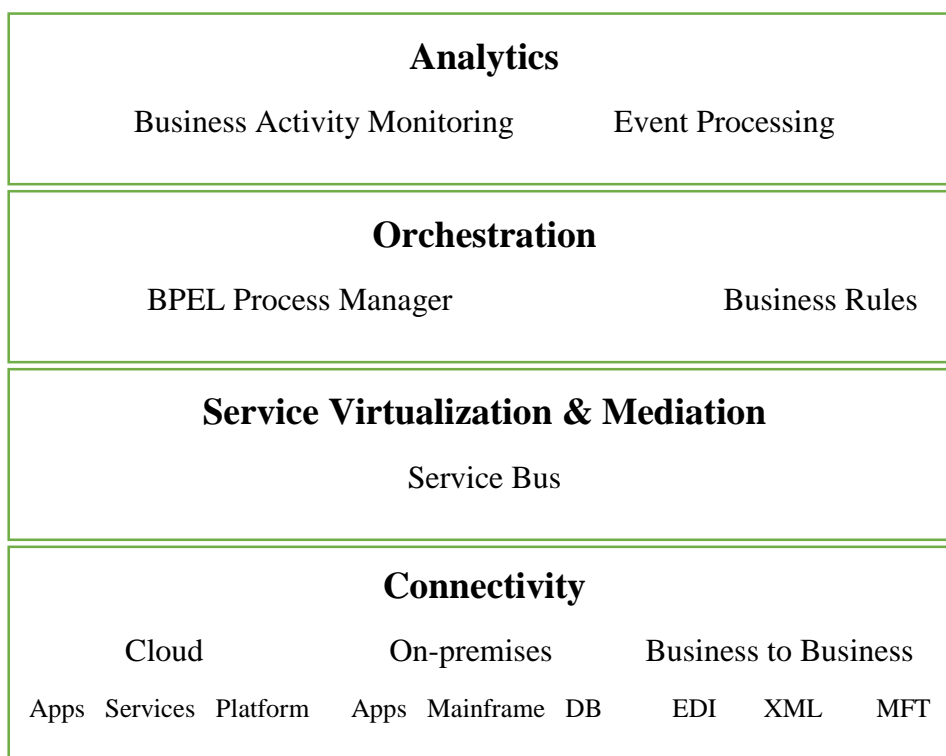 Analytics
Business Activity Monitoring Event Processing
Orchestration
BPEL Process Manager Business Rules
Service Virtualization & Mediation
Service Bus
Connectivity
Cloud On-premises Business to Business
Apps Services Platform Apps Mainframe DB EDI XML MFT